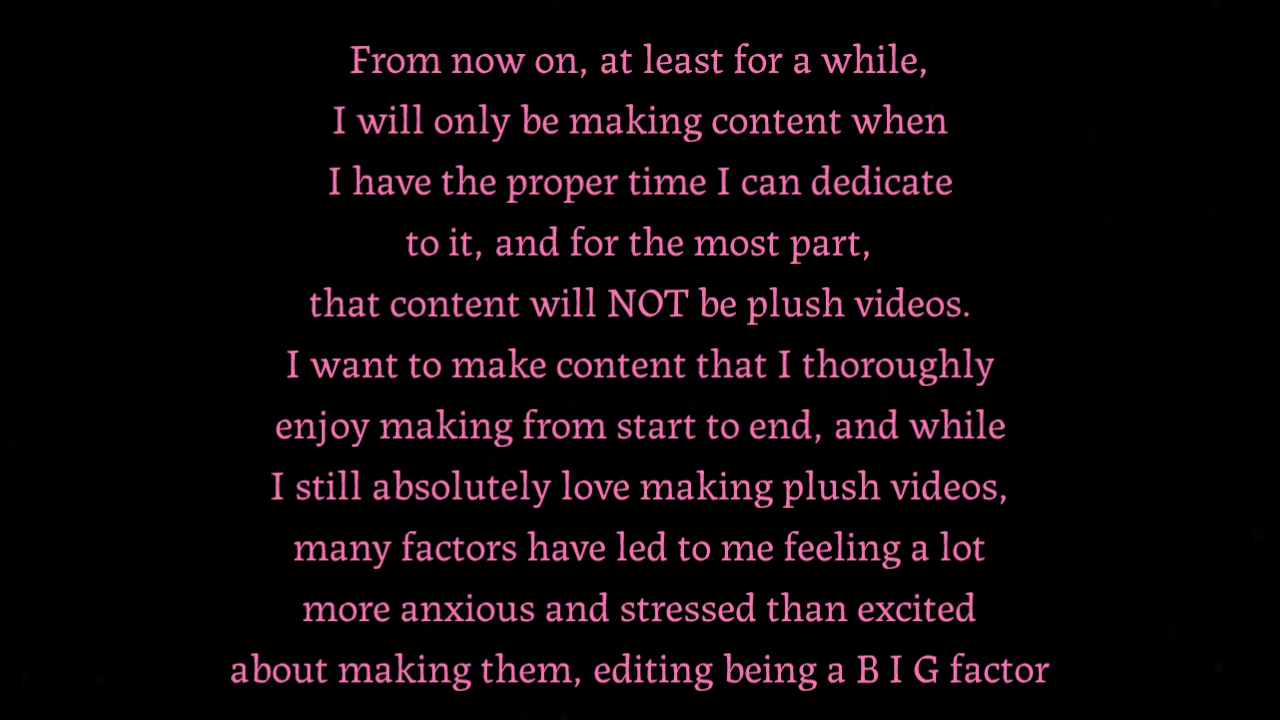 From now on, at least for a while,
I will only be making content when
I have the proper time I can dedicate
to it, and for the most part,
that content will NOT be plush videos.
I want to make content that I thoroughly
enjoy making from start to end, and while
I still absolutely love making plush videos,
many factors have led to me feeling a lot
more anxious and stressed than excited
about making them, editing being a B I G factor